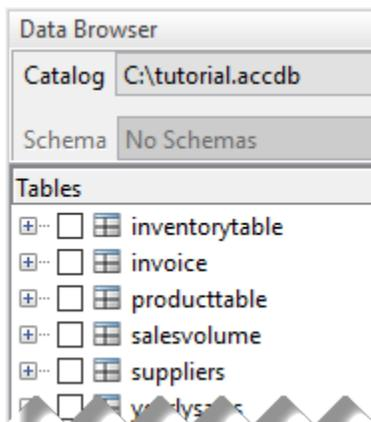 Data Browser
Catalog C:\tutorial.accdb
Schema No Schemas
Tables
inventorytable
invoice
producttable
salesvolume
suppliers